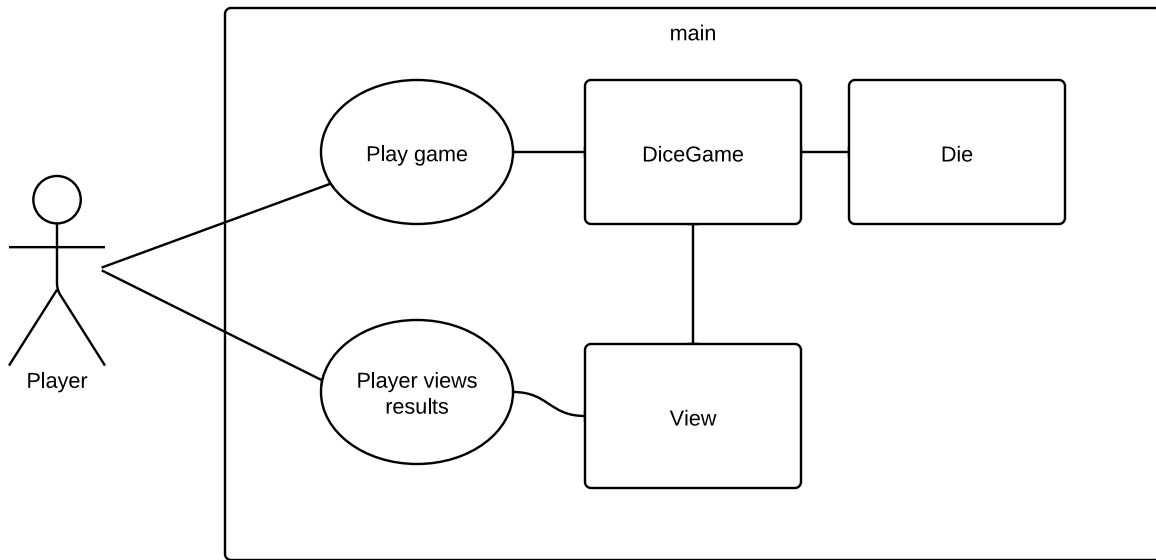 main
Play game
DiceGame
Die
Player
Player views
results
View